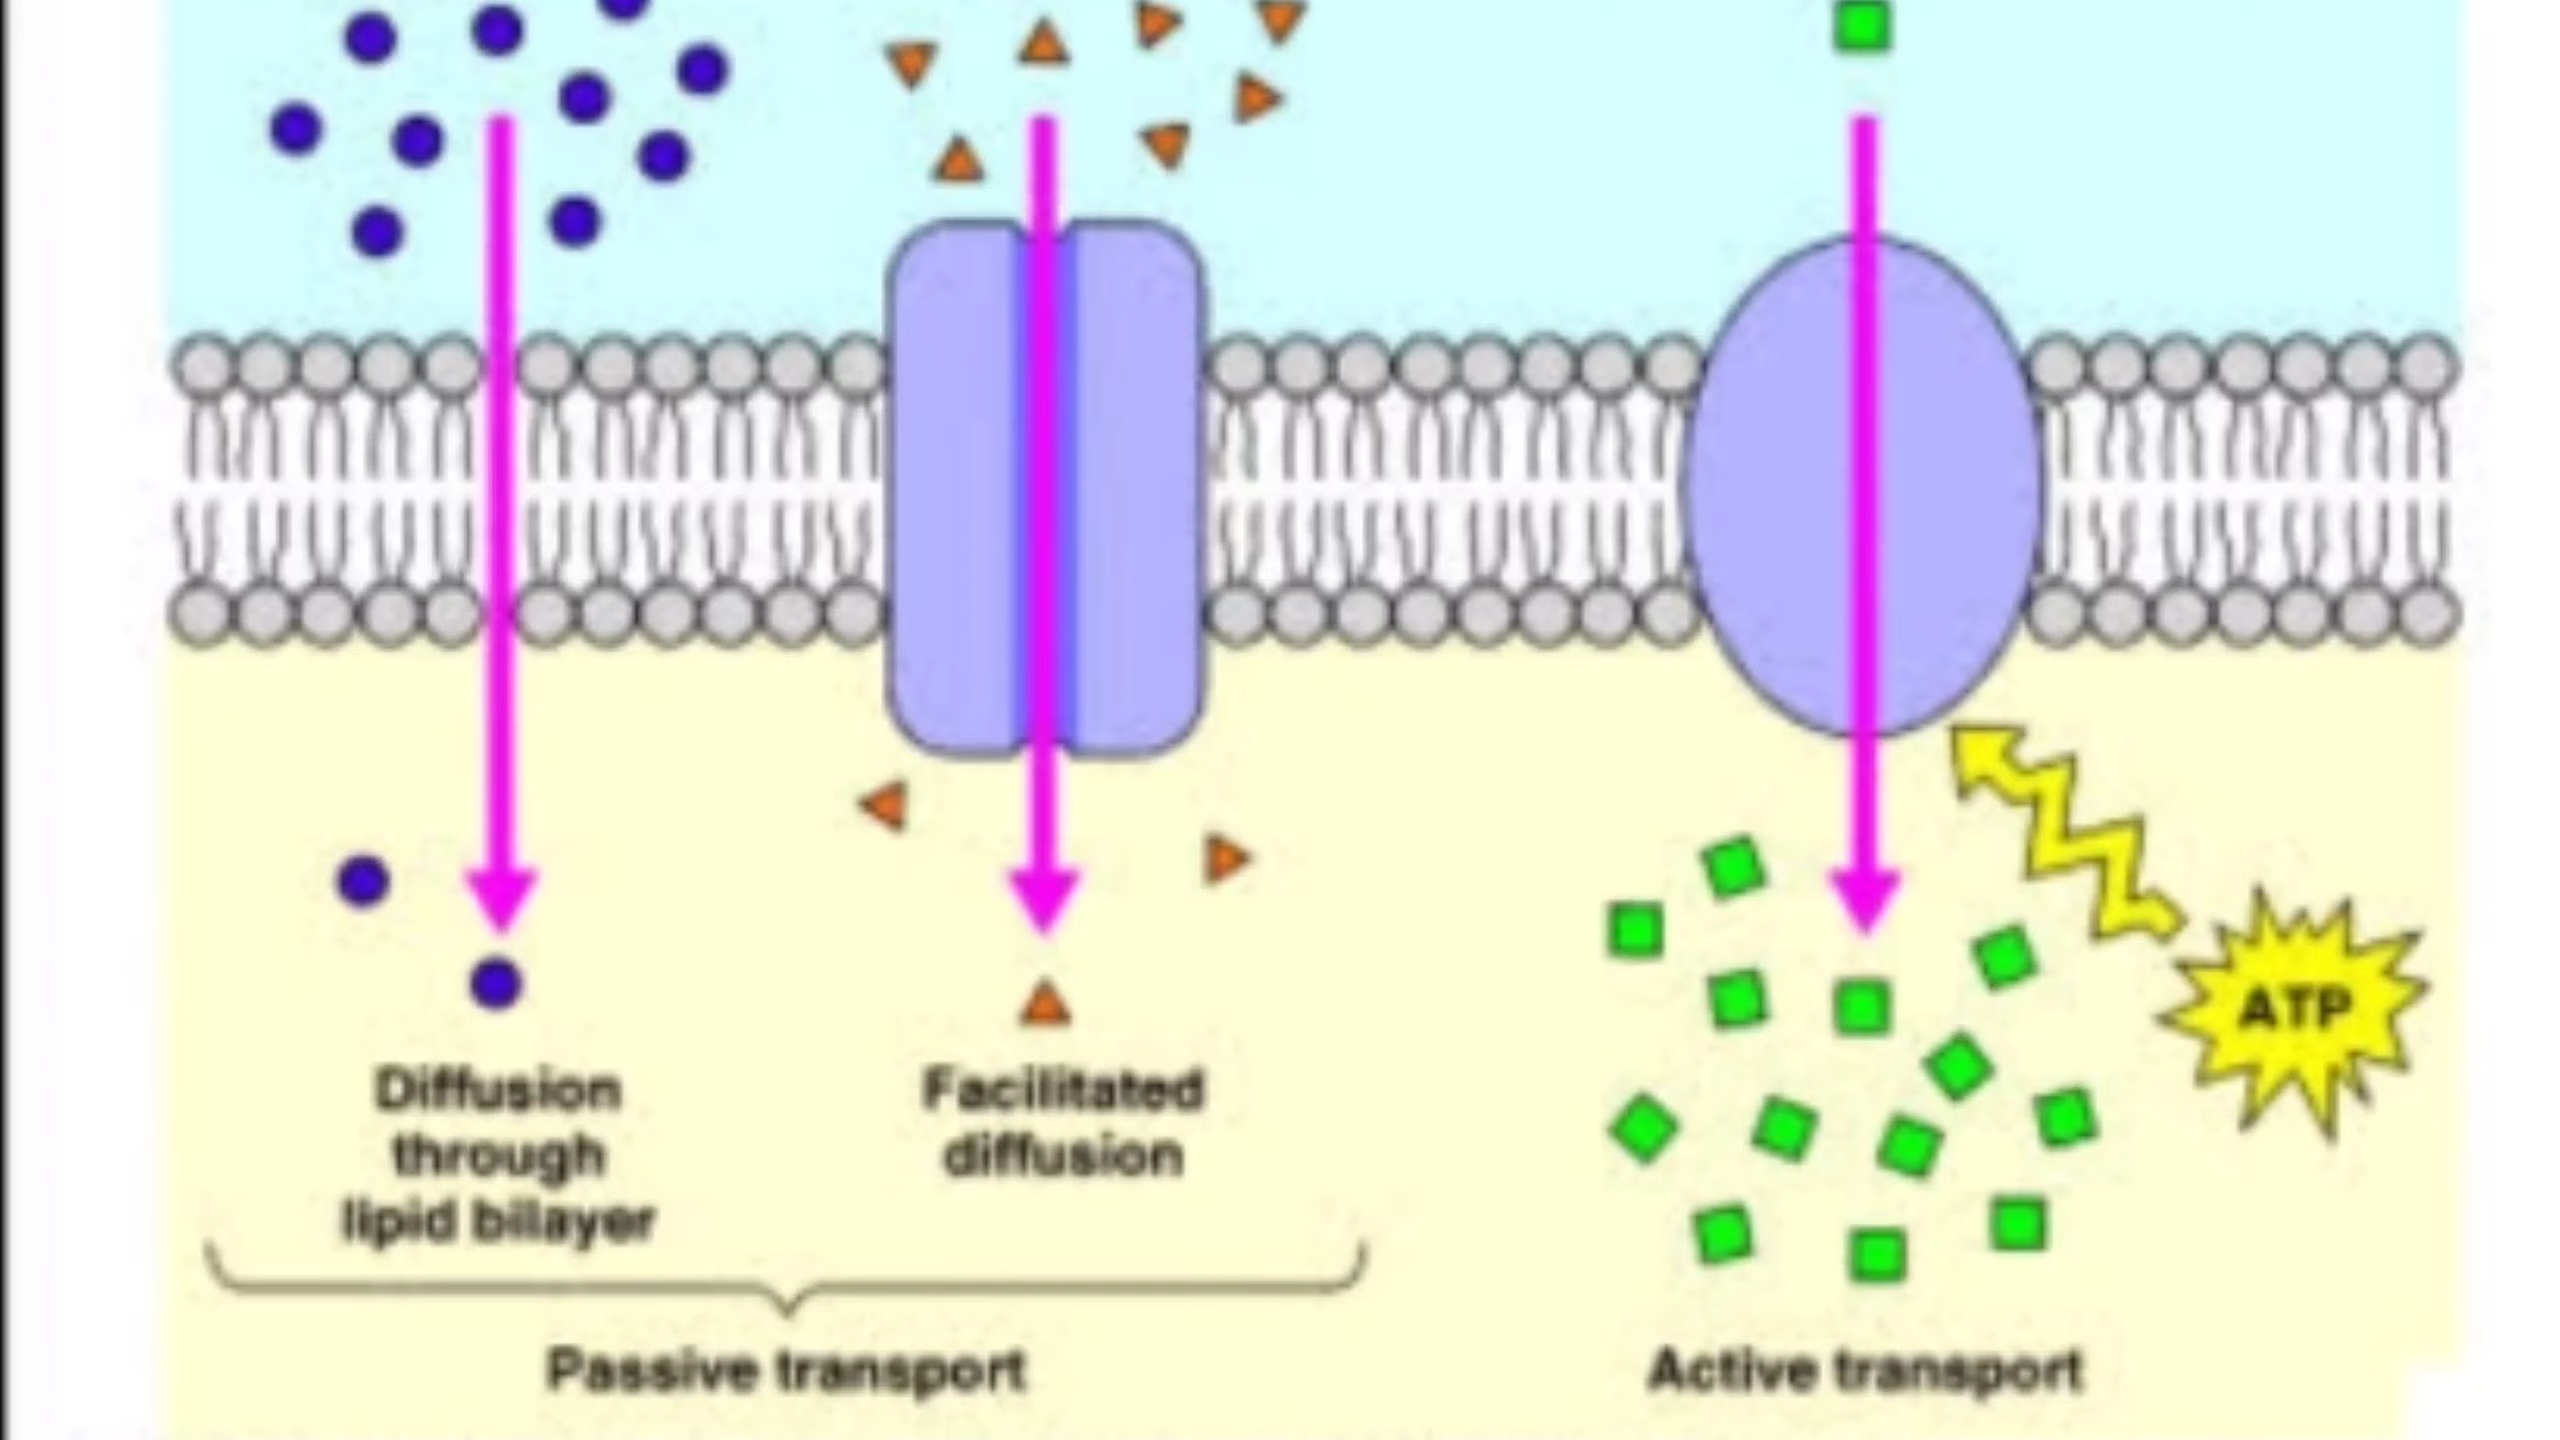 ATP
Diffusion
through
lipid bilayer
Facilitated
diffusion
Passive transport
Active transport